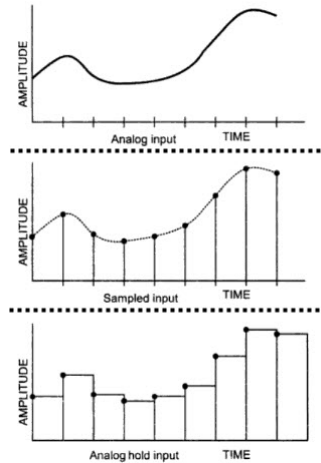 AMPLITUDE
Analog input TIME
AMPLITUDE
Sampled input TIME
AMPLITUDE
Analog hold input TIME